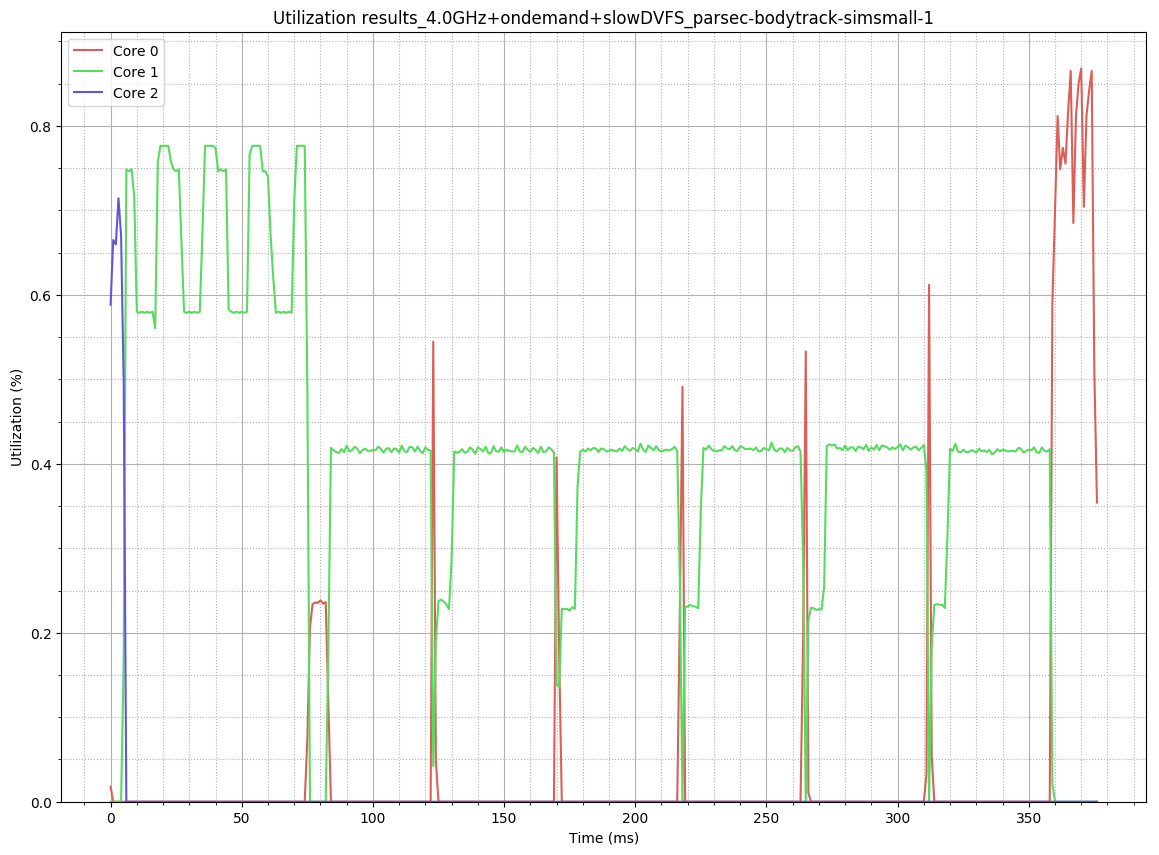 Utilization results_4.0GHz+ondemand+slowDVFS_parsec-bodytrack-simsmall-1
Core 0
Core 1
Core 2
Utilization (%)
0.8
0.6
0.4
0.2
0.0
0 50 100 150 200 250 300 350
Time (ms)